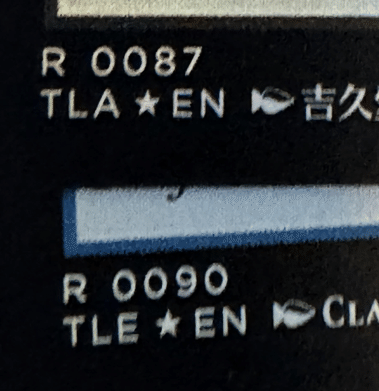 R 0087
TLA ★ EN 吉久
R 0090
TLE ★ EN CLA